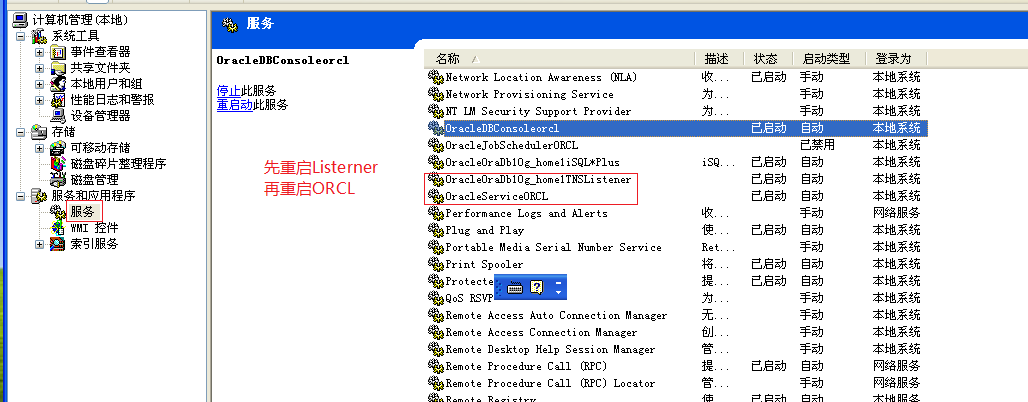 计算机管理(本地)
系统工具
事件查看器
共享文件夹
本地用户和组
性能日志和警报
设备管理器
存储
可移动存储
磁盘碎片整理程序
磁盘管理
服务和应用程序
服务
WMI 控件
索引服务
服务
OracleDBConsoleorcl
停止此服务
重启动此服务
先重启Listerner
再重启ORCL
名称 描述 状态 启动类型 登录为
Network Location Awareness (NLA) 收... 已启动 手动 本地系统
Network Provisioning Service 为... 手动 本地系统
NT LM Security Support Provider 为... 手动 本地系统
OracleDBConsoleorcl 已启动 自动 本地系统
OracleJobSchedulerORCL 已禁用 本地系统
OracleOraDb10g_home1iSQL*Plus iSQ... 已启动 自动 本地系统
OracleOraDb10g_home1TNSListener 已启动 自动 本地系统
OracleServiceORCL 已启动 自动 本地系统
Performance Logs and Alerts 收... 手动 网络服务
Plug and Play 使... 已启动 自动 本地系统
Portable Media Serial Number Service Ret... 手动 本地系统
Print Spooler 将... 已启动 自动 本地系统
Protecte 提... 已启动 自动 本地系统
QoS RSVP 为... 手动 本地系统
Remote Access Auto Connection Manager 无... 手动 本地系统
Remote Access Connection Manager 创... 手动 本地系统
Remote Desktop Help Session Manager 管... 手动 本地系统
Remote Procedure Call (RPC) 提... 已启动 自动 网络服务
Remote Procedure Call (RPC) Locator 管... 手动 网络服务
Remote Registry 使... 已启动 自动 本地服务